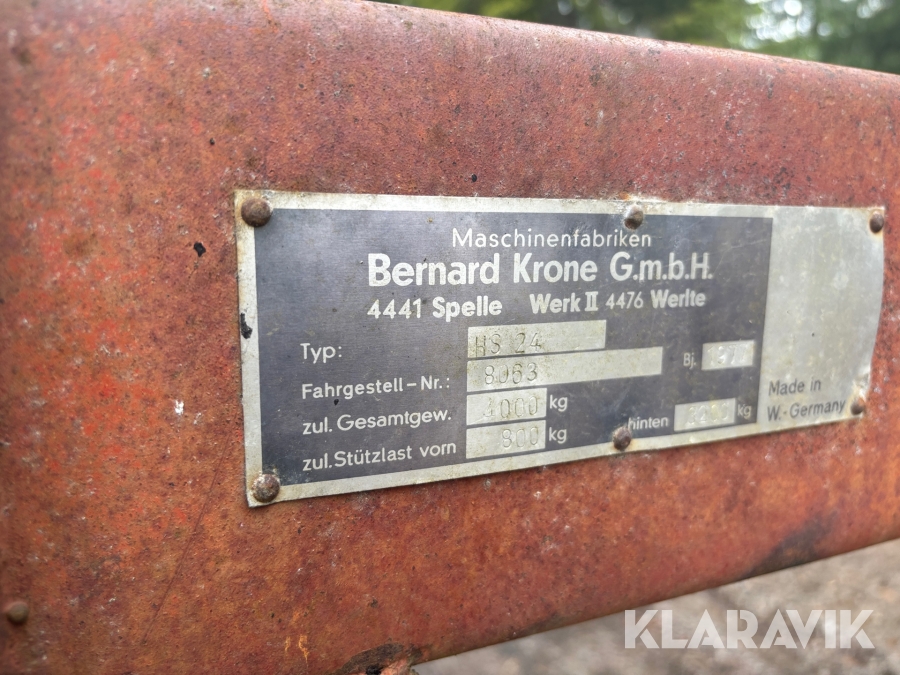 Maschinenfabriken
Bernard Krone G.m.b.H.
4441 Spelle Werk II 4476 Werlte
Typ: HS 24
Fahrgestell-Nr.: 8063 Bj.
zul. Gesamtgew. 4000 kg
zul. Stützlast vorn 800 kg hinten kg
Made in
W.-Germany
KLARAVIK